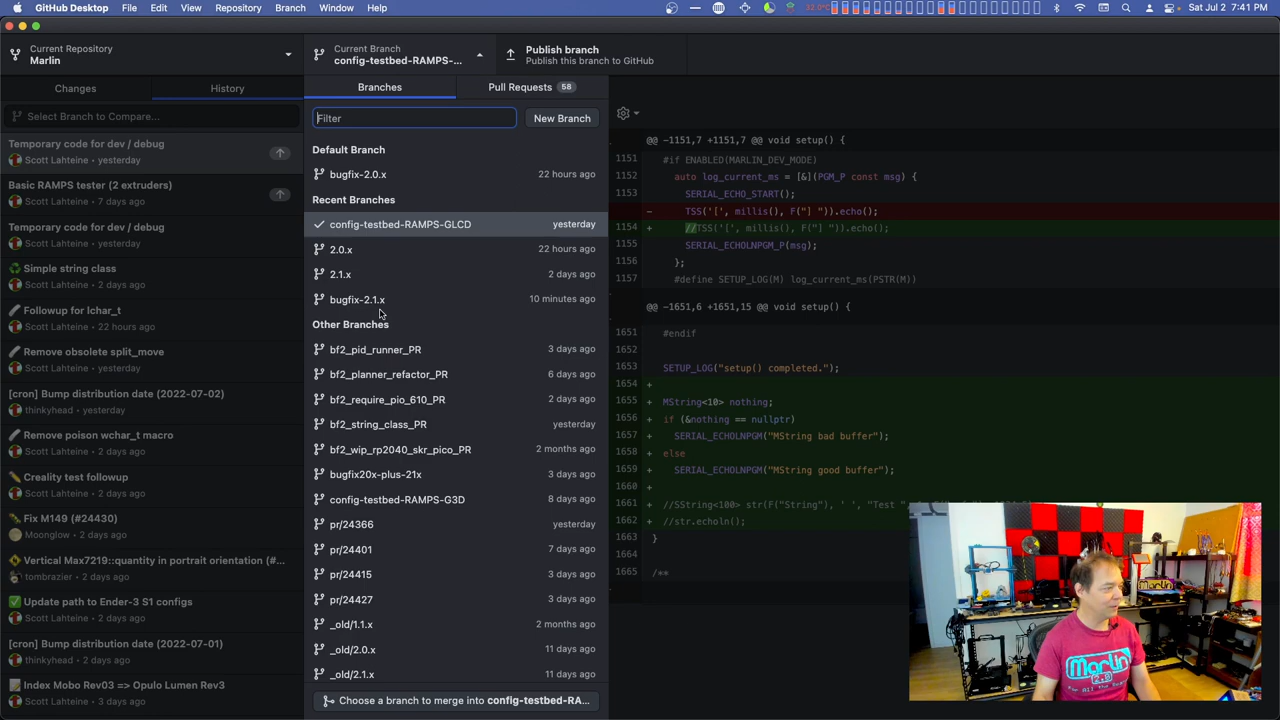 GitHub Desktop File Edit View Repository Branch Window Help
32.0°C
Sat Jul 2 7:41 PM
Current Repository
Marlin
Current Branch
config-testbed-RAMPS-...
Publish branch
Publish this branch to GitHub
Changes
History
Branches
Pull Requests 58
Select Branch to Compare...
Filter
New Branch
Temporary code for dev / debug
Scott Lahteine • yesterday
Basic RAMPS tester (2 extruders)
Scott Lahteine • 7 days ago
Temporary code for dev / debug
Scott Lahteine • yesterday
Simple string class
Scott Lahteine • yesterday
Followup for lchar_t
Scott Lahteine • 22 hours ago
Remove obsolete split_move
Scott Lahteine • yesterday
[cron] Bump distribution date (2022-07-02)
thinkyhead • yesterday
Remove poison wchar_t macro
Scott Lahteine • 2 days ago
Creality test followup
Scott Lahteine • 2 days ago
Fix M149 (#24430)
Moonglow • 2 days ago
Vertical Max7219::quantity in portrait orientation (#...
tombrazier • 2 days ago
Update path to Ender-3 S1 configs
Scott Lahteine • 2 days ago
[cron] Bump distribution date (2022-07-01)
thinkyhead • 2 days ago
Index Mobo Rev03 => Opulo Lumen Rev3
Scott Lahteine • 3 days ago
Default Branch
bugfix-2.0.x 22 hours ago
Recent Branches
config-testbed-RAMPS-GLCD yesterday
2.0.x 22 hours ago
2.1.x 2 days ago
bugfix-2.1.x 10 minutes ago
Other Branches
bf2_pid_runner_PR 3 days ago
bf2_planner_refactor_PR 6 days ago
bf2_require_pio_610_PR 2 days ago
bf2_string_class_PR yesterday
bf2_wip_rp2040_skr_pico_PR 2 months ago
bugfix20x-plus-21x 3 days ago
config-testbed-RAMPS-G3D 8 days ago
pr/24366 yesterday
pr/24401 7 days ago
pr/24415 3 days ago
pr/24427 3 days ago
_old/1.1.x 2 months ago
_old/2.0.x 11 days ago
_old/2.1.x 11 days ago
Choose a branch to merge into config-testbed-RA...
@@ -1151,7 +1151,7 @@ void setup() {
1151 #if ENABLED(MARLIN_DEV_MODE)
1152 auto log_current_ms = [&](PGM_P const msg) {
1153 SERIAL_ECHO_START();
- TSS('[', millis(), F("] ")).echo();
1154 + //TSS('[', millis(), F("] ")).echo();
1155 SERIAL_ECHOLNPGM_P(msg);
1156 };
1157 #define SETUP_LOG(M) log_current_ms(PSTR(M))
@@ -1651,6 +1651,15 @@ void setup() {
1651 #endif
1652
1653 SETUP_LOG("setup() completed.");
1654 +
1655 + MString<10> nothing;
1656 + if (&nothing == nullptr)
1657 + SERIAL_ECHOLNPGM("MString bad buffer");
1658 + else
1659 + SERIAL_ECHOLNPGM("MString good buffer");
1660 +
1661 + //SString<100> str(F("String"), ' ', "Test ",
1662 + //str.echoln();
1663 }
1664
1665 /**
Marlin
Marlin
2.0
For All The